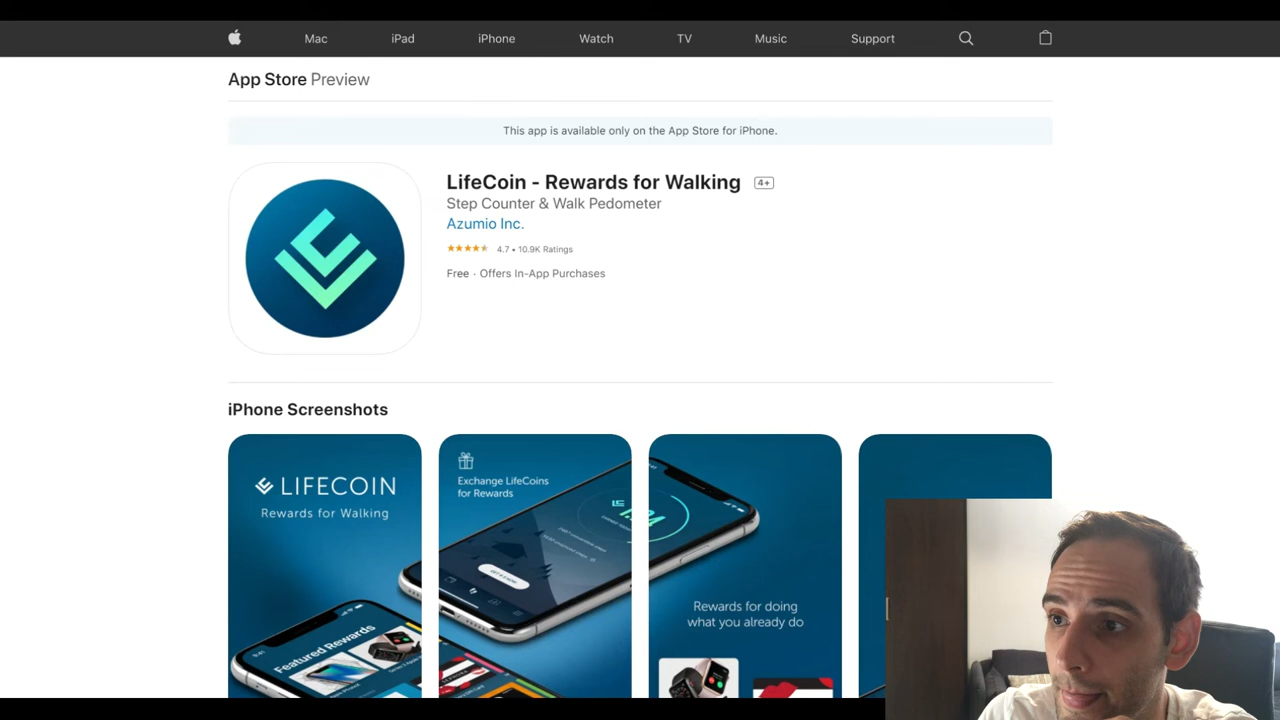 Mac iPad iPhone Watch TV Music Support
App Store Preview
This app is available only on the App Store for iPhone.
LifeCoin - Rewards for Walking 4+
Step Counter & Walk Pedometer
Azumio Inc.
4.7 • 10.9K Ratings
Free · Offers In-App Purchases
iPhone Screenshots
LIFECOIN
Rewards for Walking
Featured Rewards
Exchange LifeCoins
for Rewards
Rewards for doing
what you already do